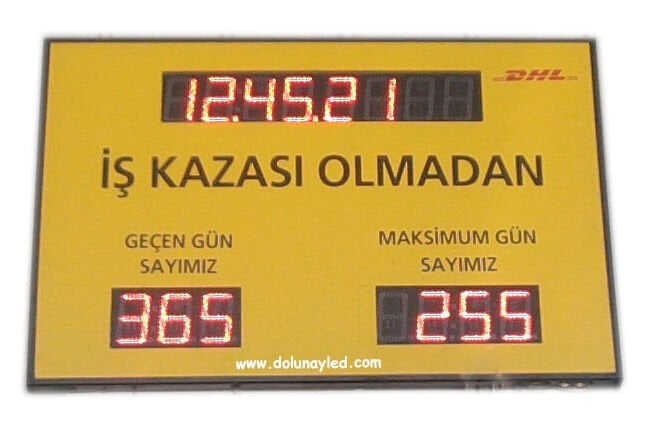 DHL
12.45.21
İŞ KAZASI OLMADAN
GEÇEN GÜN
SAYIMIZ
MAKSİMUM GÜN
SAYIMIZ
365
255
www.dolunayled.com